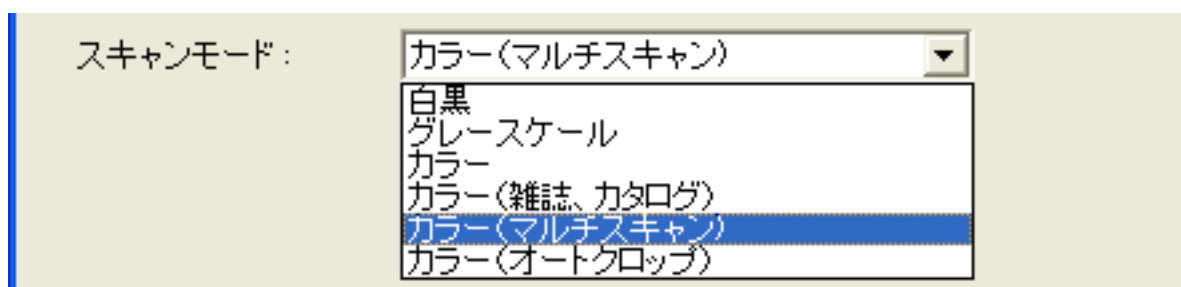 スキャンモード: カラー(マルチスキャン)
白黒
グレースケール
カラー
カラー(雑誌、カタログ)
カラー(マルチスキャン)
カラー(オートクロップ)